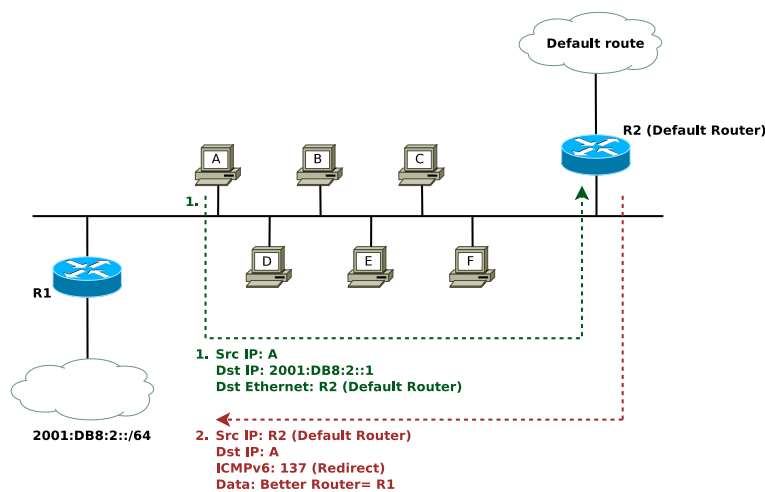 Default route
R2 (Default Router)
A
B
C
1.
D
E
F
R1
1. Src IP: A
Dst IP: 2001:DB8:2::1
Dst Ethernet: R2 (Default Router)
2001:DB8:2::/64
2. Src IP: R2 (Default Router)
Dst IP: A
ICMPv6: 137 (Redirect)
Data: Better Router= R1